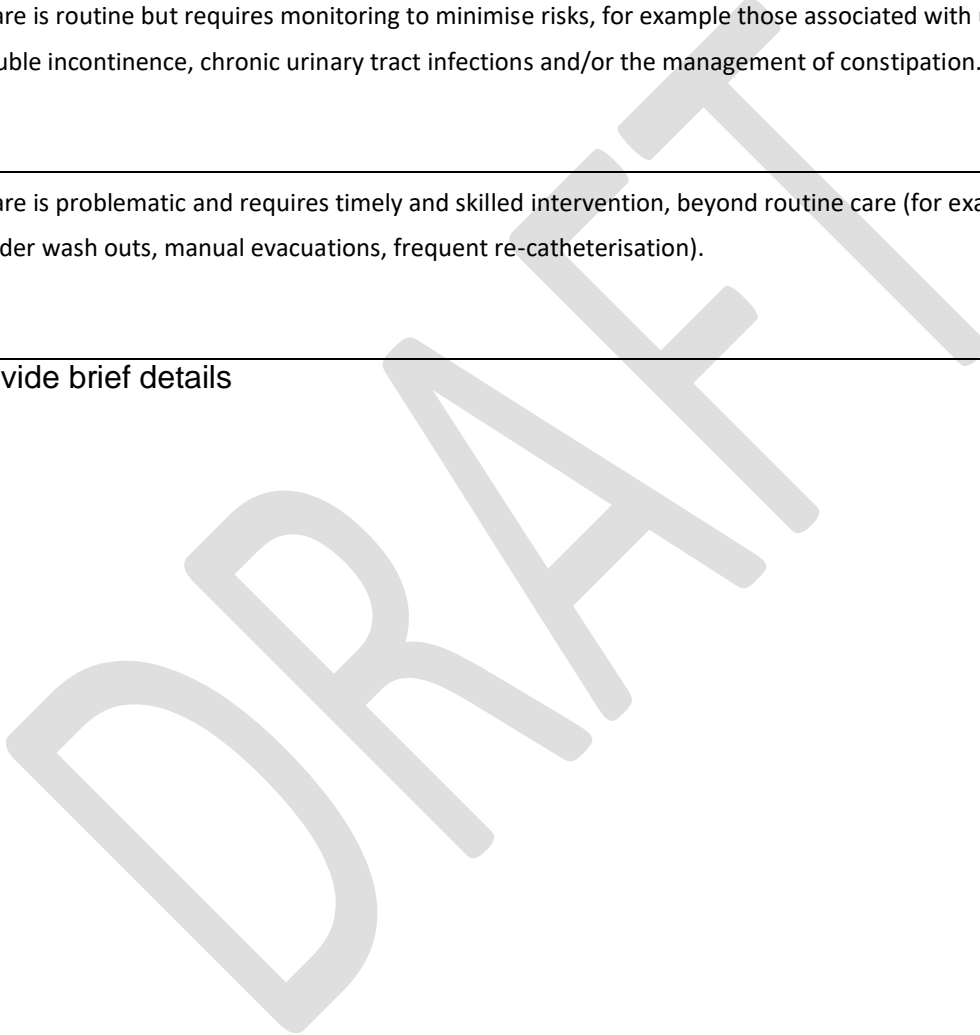 are is routine but requires monitoring to minimise risks, for example those associated with
uble incontinence, chronic urinary tract infections and/or the management of constipation.
are is problematic and requires timely and skilled intervention, beyond routine care (for exa
der wash outs, manual evacuations, frequent re-catheterisation).
vide brief details
DRAFT